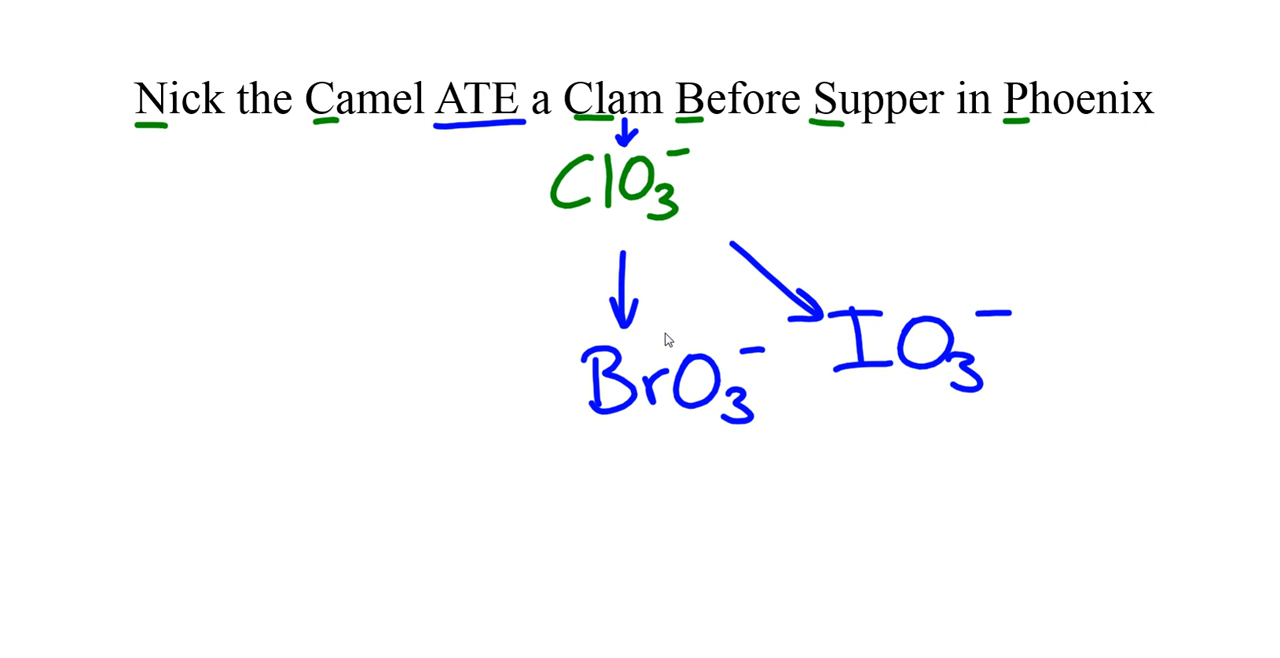 Nick the Camel ATE a Clam Before Supper in Phoenix
ClO₃⁻
IO₃⁻
BrO₃⁻